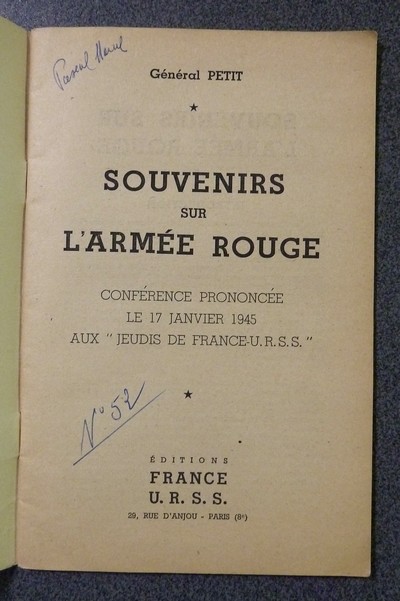 Pascal
Général PETIT
SOUVENIRS
SUR
L'ARMÉE ROUGE
CONFÉRENCE PRONONCÉE
LE 17 JANVIER 1945
AUX " JEUDIS DE FRANCE-U.R.S.S. "
N° 52
ÉDITIONS
FRANCE
U. R. S. S.
29, RUE D'ANJOU - PARIS (8e)